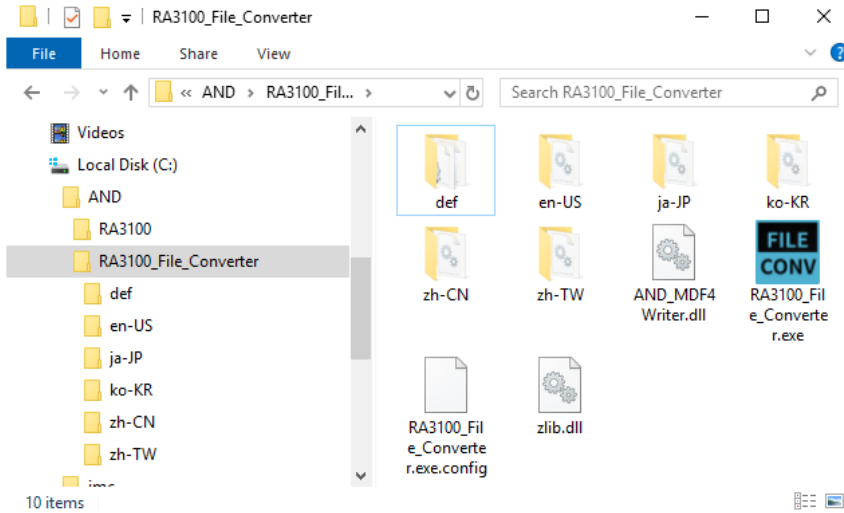 RA3100_File_Converter
File Home Share View
« AND > RA3100_Fil... > Search RA3100_File_Converter
Videos
Local Disk (C:)
AND
RA3100
RA3100_File_Converter
def
en-US
ja-JP
ko-KR
zh-CN
zh-TW
def en-US ja-JP ko-KR
FILE
CONV
zh-CN zh-TW AND_MDF4
Writer.dll RA3100_Fil
e_Converte
r.exe
RA3100_Fil
e_Converte
r.exe.config zlib.dll
10 items